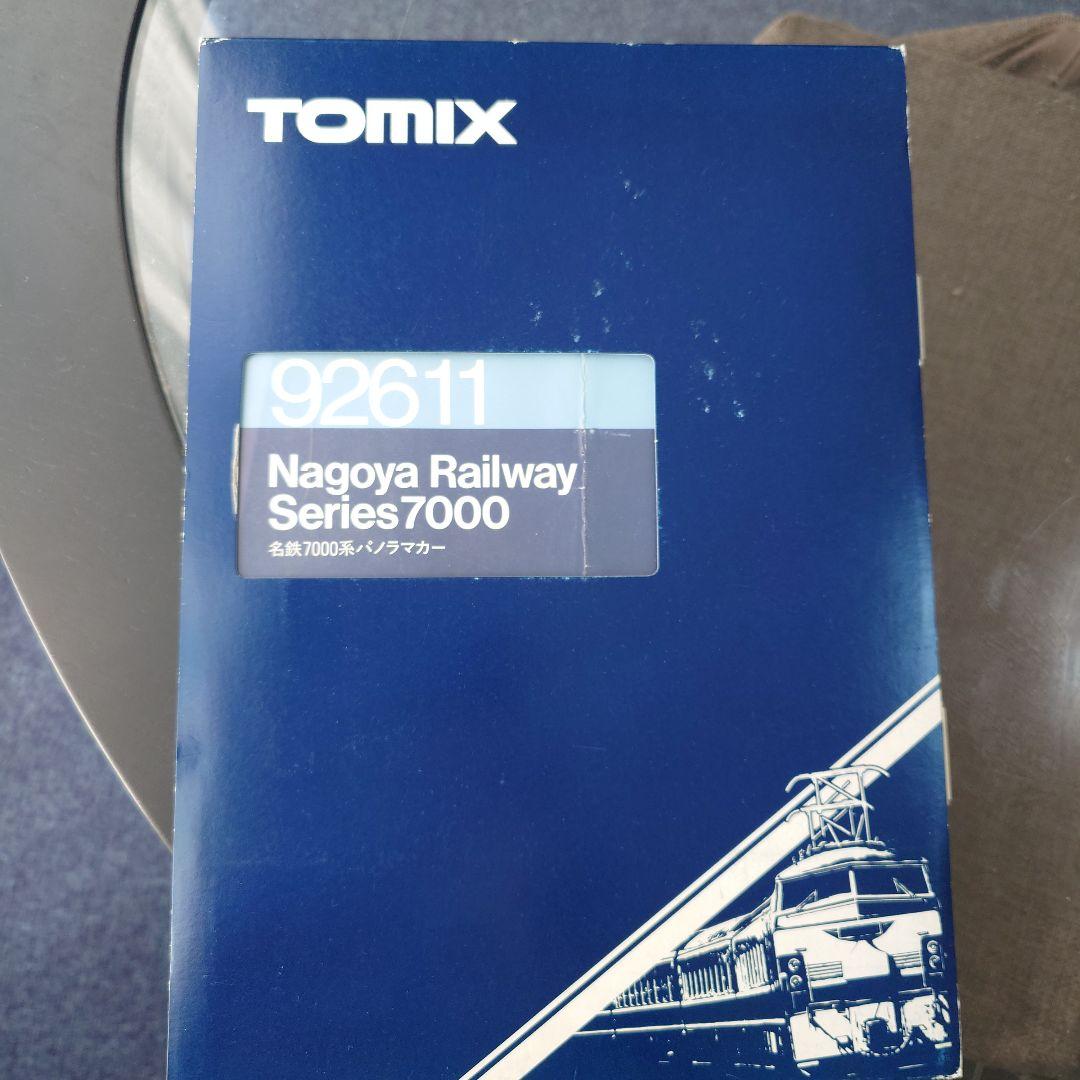 TOMIX
92611
Nagoya Railway
Series7000
名鉄7000系パノラマカー